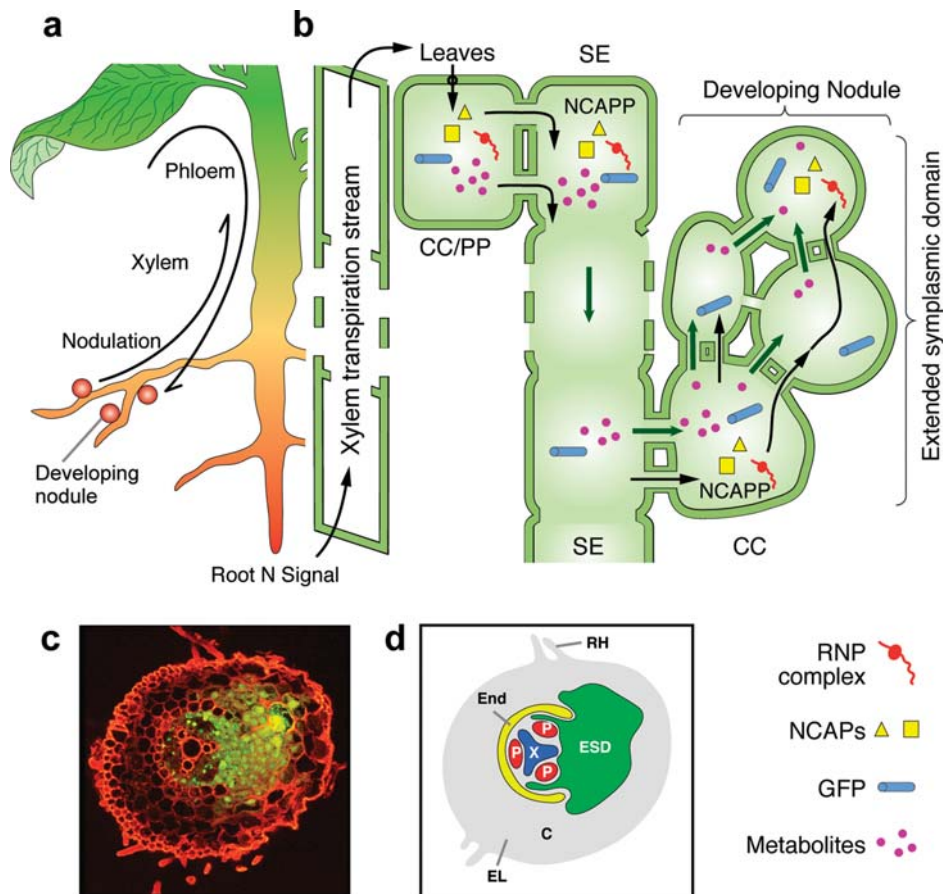 a
Phloem
Xylem
Nodulation
Developing
nodule
b
Leaves
SE
NCAPP
Developing Nodule
CC/PP
Xylem transpiration stream
Extended symplasmic domain
NCAPP
SE
CC
Root N Signal
c
d
RH
End
P
P
X
P
ESD
C
EL
RNP
complex
NCAPs
GFP
Metabolites